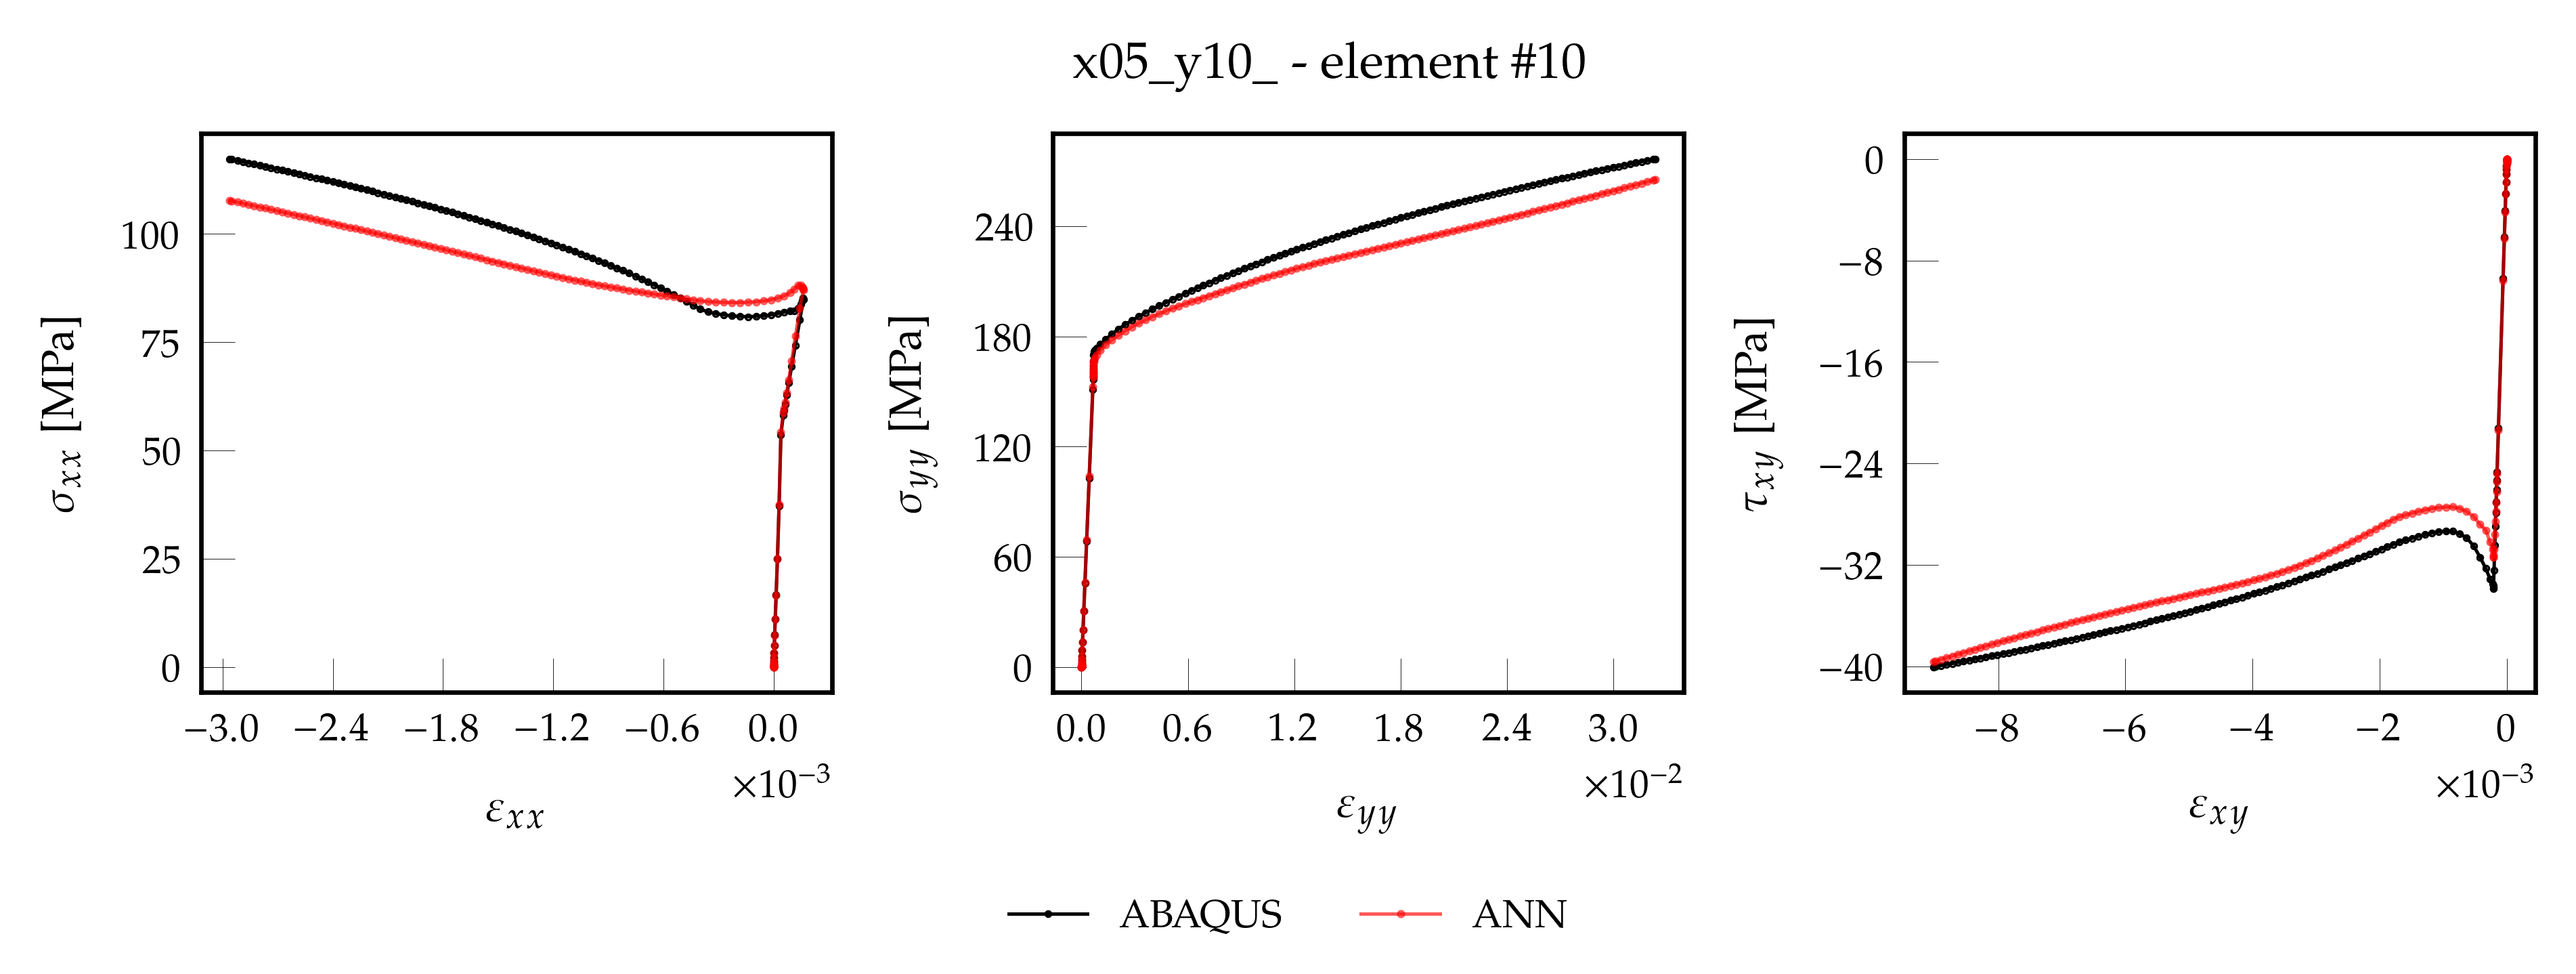 x05_y10_ - element #10
σxx [MPa]
100
75
50
25
0
−3.0 −2.4 −1.8 −1.2 −0.6 0.0
×10−3
εxx
σyy [MPa]
240
180
120
60
0
0.0 0.6 1.2 1.8 2.4 3.0
×10−2
εyy
τxy [MPa]
0
−8
−16
−24
−32
−40
−8 −6 −4 −2 0
×10−3
εxy
ABAQUS ANN